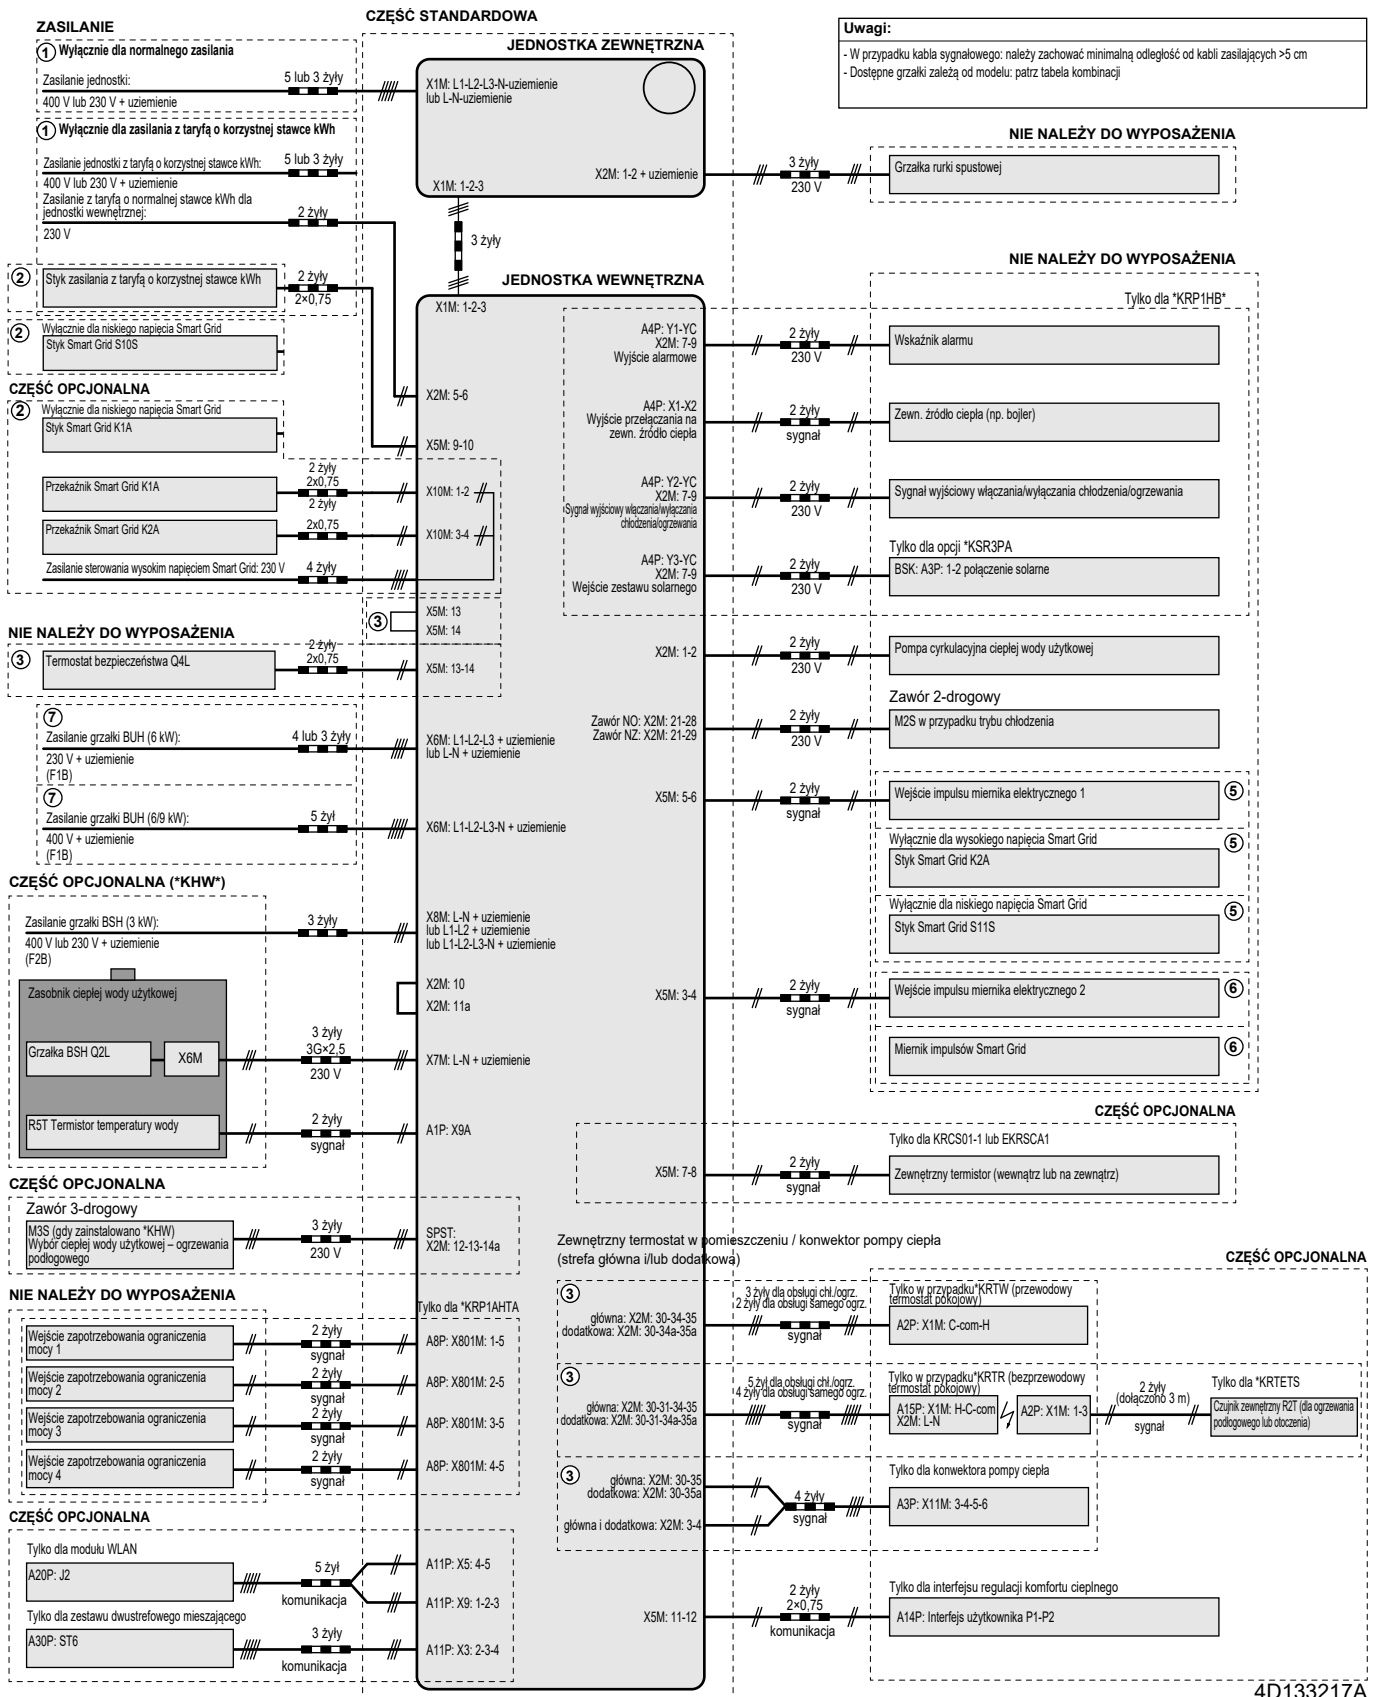 ZASILANIE
1 Wyłącznie dla normalnego zasilania
Zasilanie jednostki:
5 lub 3 żyły
400 V lub 230 V + uziemienie
1 Wyłącznie dla zasilania z taryfą o korzystnej stawce kWh
Zasilanie jednostki z taryfą o korzystnej stawce kWh:
5 lub 3 żyły
400 V lub 230 V + uziemienie
Zasilanie z taryfą o normalnej stawce kWh dla
jednostki wewnętrznej:
2 żyły
230 V
2
Styk zasilania z taryfą o korzystnej stawce kWh
2 żyły
2×0,75
2 Wyłącznie dla niskiego napięcia Smart Grid
Styk Smart Grid S10S
CZĘŚĆ OPCJONALNA
2 Wyłącznie dla niskiego napięcia Smart Grid
Styk Smart Grid K1A
Przekaźnik Smart Grid K1A
2 żyły
2x0,75
Przekaźnik Smart Grid K2A
2 żyły
2x0,75
Zasilanie sterowania wysokim napięciem Smart Grid: 230 V
4 żyły
NIE NALEŻY DO WYPOSAŻENIA
3
Termostat bezpieczeństwa Q4L
2 żyły
2x0,75
7
Zasilanie grzałki BUH (6 kW):
4 lub 3 żyły
230 V + uziemienie
(F1B)
7
Zasilanie grzałki BUH (6/9 kW):
5 żył
400 V + uziemienie
(F1B)
CZĘŚĆ OPCJONALNA (*KHW*)
Zasilanie grzałki BSH (3 kW):
3 żyły
400 V lub 230 V + uziemienie
(F2B)
Zasobnik ciepłej wody użytkowej
Grzałka BSH Q2L
X6M
3 żyły
3G×2,5
230 V
R5T Termistor temperatury wody
2 żyły
sygnał
CZĘŚĆ OPCJONALNA
Zawór 3-drogowy
M3S (gdy zainstalowano *KHW)
Wybór ciepłej wody użytkowej – ogrzewania
podłogowego
3 żyły
230 V
NIE NALEŻY DO WYPOSAŻENIA
Wejście zapotrzebowania ograniczenia
mocy 1
2 żyły
sygnał
Wejście zapotrzebowania ograniczenia
mocy 2
2 żyły
sygnał
Wejście zapotrzebowania ograniczenia
mocy 3
2 żyły
sygnał
Wejście zapotrzebowania ograniczenia
mocy 4
2 żyły
sygnał
CZĘŚĆ OPCJONALNA
Tylko dla modułu WLAN
A20P: J2
5 żył
komunikacja
Tylko dla zestawu dwustrefowego mieszającego
A30P: ST6
3 żyły
komunikacja
CZĘŚĆ STANDARDOWA
JEDNOSTKA ZEWNĘTRZNA
X1M: L1-L2-L3-N-uziemienie
lub L-N-uziemienie
X2M: 1-2 + uziemienie
X1M: 1-2-3
3 żyły
JEDNOSTKA WEWNĘTRZNA
X1M: 1-2-3
X2M: 5-6
X5M: 9-10
X10M: 1-2
X10M: 3-4
3
X5M: 13
X5M: 14
X5M: 13-14
X6M: L1-L2-L3 + uziemienie
lub L-N + uziemienie
X6M: L1-L2-L3-N + uziemienie
X8M: L-N + uziemienie
lub L1-L2 + uziemienie
lub L1-L2-L3-N + uziemienie
X2M: 10
X2M: 11a
X7M: L-N + uziemienie
A1P: X9A
SPST:
X2M: 12-13-14a
Tylko dla *KRP1AHTA
A8P: X801M: 1-5
A8P: X801M: 2-5
A8P: X801M: 3-5
A8P: X801M: 4-5
A11P: X5: 4-5
A11P: X9: 1-2-3
A11P: X3: 2-3-4
Uwagi:
- W przypadku kabla sygnałowego: należy zachować minimalną odległość od kabli zasilających >5 cm
- Dostępne grzałki zależą od modelu: patrz tabela kombinacji
NIE NALEŻY DO WYPOSAŻENIA
3 żyły
230 V
Grzałka rurki spustowej
NIE NALEŻY DO WYPOSAŻENIA
Tylko dla *KRP1HB*
A4P: Y1-YC
X2M: 7-9
Wyjście alarmowe
2 żyły
230 V
Wskaźnik alarmu
A4P: X1-X2
Wyjście przełączania na
zewn. źródło ciepła
2 żyły
sygnał
Zewn. źródło ciepła (np. bojler)
A4P: Y2-YC
X2M: 7-9
Sygnał wyjściowy włączania/wyłączania
chłodzenia/ogrzewania
2 żyły
230 V
Sygnał wyjściowy włączania/wyłączania chłodzenia/ogrzewania
Tylko dla opcji *KSR3PA
A4P: Y3-YC
X2M: 7-9
Wejście zestawu solarnego
2 żyły
230 V
BSK: A3P: 1-2 połączenie solarne
X2M: 1-2
2 żyły
230 V
Pompa cyrkulacyjna ciepłej wody użytkowej
Zawór 2-drogowy
Zawór NO: X2M: 21-28
Zawór NZ: X2M: 21-29
2 żyły
230 V
M2S w przypadku trybu chłodzenia
X5M: 5-6
2 żyły
sygnał
Wejście impulsu miernika elektrycznego 1
5
Wyłącznie dla wysokiego napięcia Smart Grid
Styk Smart Grid K2A
5
Wyłącznie dla niskiego napięcia Smart Grid
Styk Smart Grid S11S
5
X5M: 3-4
2 żyły
sygnał
Wejście impulsu miernika elektrycznego 2
6
Miernik impulsów Smart Grid
6
CZĘŚĆ OPCJONALNA
Tylko dla KRCS01-1 lub EKRSCA1
X5M: 7-8
2 żyły
sygnał
Zewnętrzny termistor (wewnątrz lub na zewnątrz)
Zewnętrzny termostat w pomieszczeniu / konwektor pompy ciepła
(strefa główna i/lub dodatkowa)
CZĘŚĆ OPCJONALNA
3
główna: X2M: 30-34-35
dodatkowa: X2M: 30-34a-35a
3 żyły dla obsługi chł./ogrz.
2 żyły dla obsługi samego ogrz.
sygnał
Tylko w przypadku*KRTW (przewodowy
termostat pokojowy)
A2P: X1M: C-com-H
3
główna: X2M: 30-31-34-35
dodatkowa: X2M: 30-31-34a-35a
5 żył dla obsługi chł./ogrz.
4 żyły dla obsługi samego ogrz.
sygnał
Tylko w przypadku*KRTR (bezprzewodowy
termostat pokojowy)
A15P: X1M: H-C-com
X2M: L-N
A2P: X1M: 1-3
2 żyły
(dołączono 3 m)
sygnał
Tylko dla *KRTETS
Czujnik zewnętrzny R2T (dla ogrzewania
podłogowego lub otoczenia)
3
główna: X2M: 30-35
dodatkowa: X2M: 30-35a
główna i dodatkowa: X2M: 3-4
4 żyły
sygnał
Tylko dla konwektora pompy ciepła
A3P: X11M: 3-4-5-6
X5M: 11-12
2 żyły
2×0,75
komunikacja
Tylko dla interfejsu regulacji komfortu cieplnego
A14P: Interfejs użytkownika P1-P2
4D133217A